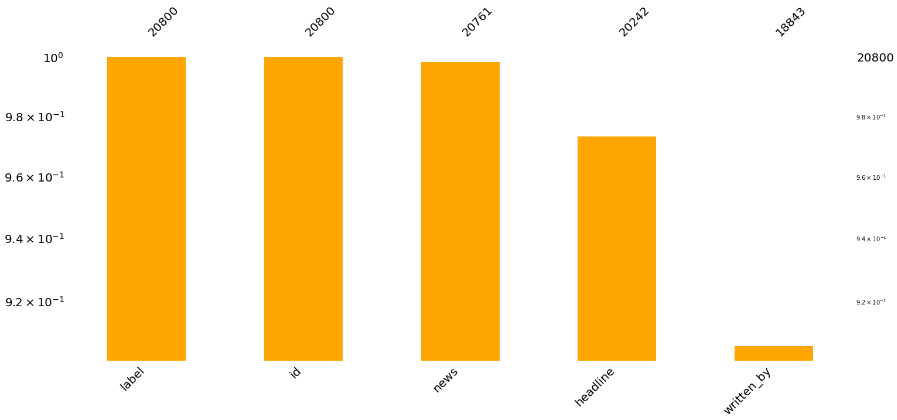 20800 20800 20761 20242 18843
10⁰ 20800
9.8 × 10⁻¹ 9.8 × 10⁻¹
9.6 × 10⁻¹ 9.6 × 10⁻¹
9.4 × 10⁻¹ 9.4 × 10⁻¹
9.2 × 10⁻¹ 9.2 × 10⁻¹
label id news headline written_by